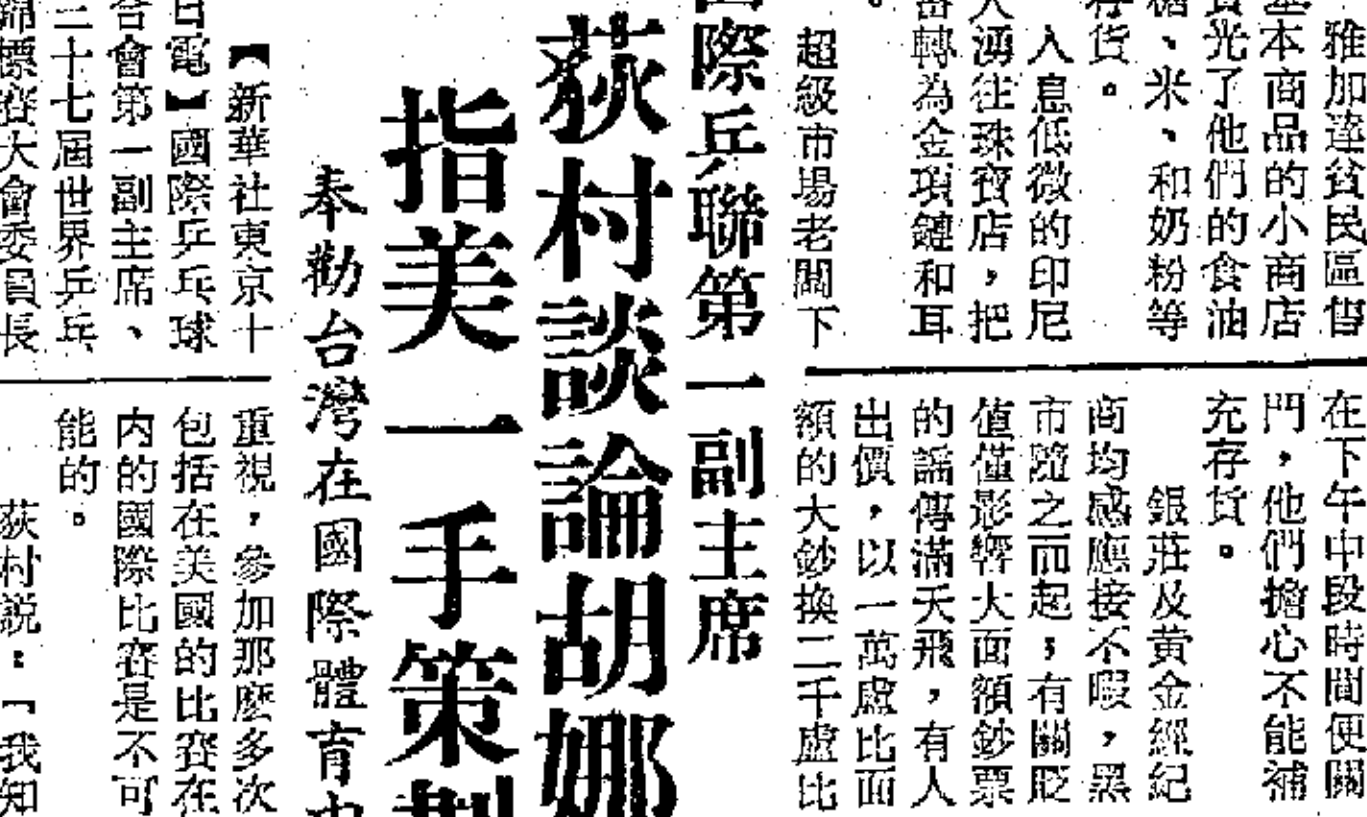 雅加達貧民區售
基本商品的小商店
賣光了他們的食油
糖、米、和奶粉等
存貨。
入息低微的印尼
人湧往珠寶店,把
轉為金項鏈和耳
。
超級市場老闆下
在下午中段時間便關
門,他們擔心不能補
充存貨。
銀莊及黄金經紀
商均感應接不暇,黑
市隨之而起;有關貶
值僅影響大面額鈔票
的謡傳滿天飛,有人
出價,以一萬盧比面
額的大鈔換二千盧比
國際乒聯第一副主席
荻村談論胡娜
指美一手策劃
奉勸台灣在國際體育
【新華社東京十
日電】國際乒乓球
合會第一副主席、
三十七屆世界乒乓
錦標賽大會委員長
重視,參加那麽多次
包括在美國的比賽在
内的國際比賽是不可
能的。
荻村説:「我知